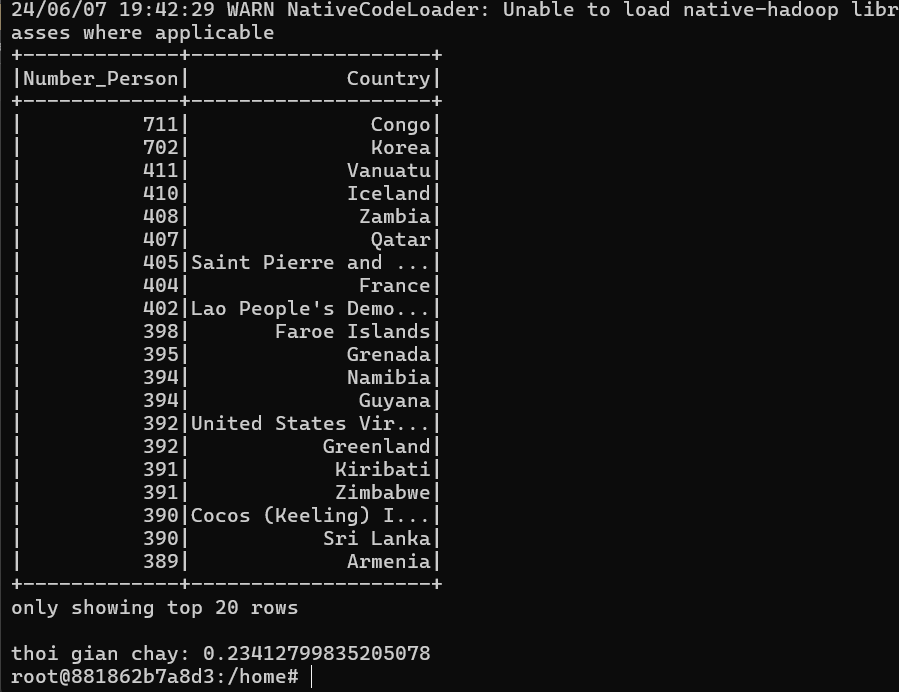 24/06/07 19:42:29 WARN NativeCodeLoader: Unable to load native-hadoop libr
asses where applicable
+-------------+--------------------+
|Number_Person|             Country|
+-------------+--------------------+
|          711|               Congo|
|          702|               Korea|
|          411|             Vanuatu|
|          410|             Iceland|
|          408|              Zambia|
|          407|               Qatar|
|          405|Saint Pierre and ...|
|          404|              France|
|          402|Lao People's Demo...|
|          398|       Faroe Islands|
|          395|             Grenada|
|          394|             Namibia|
|          394|              Guyana|
|          392|United States Vir...|
|          392|           Greenland|
|          391|            Kiribati|
|          391|            Zimbabwe|
|          390|Cocos (Keeling) I...|
|          390|           Sri Lanka|
|          389|             Armenia|
+-------------+--------------------+
only showing top 20 rows

thoi gian chay: 0.23412799835205078
root@881862b7a8d3:/home#